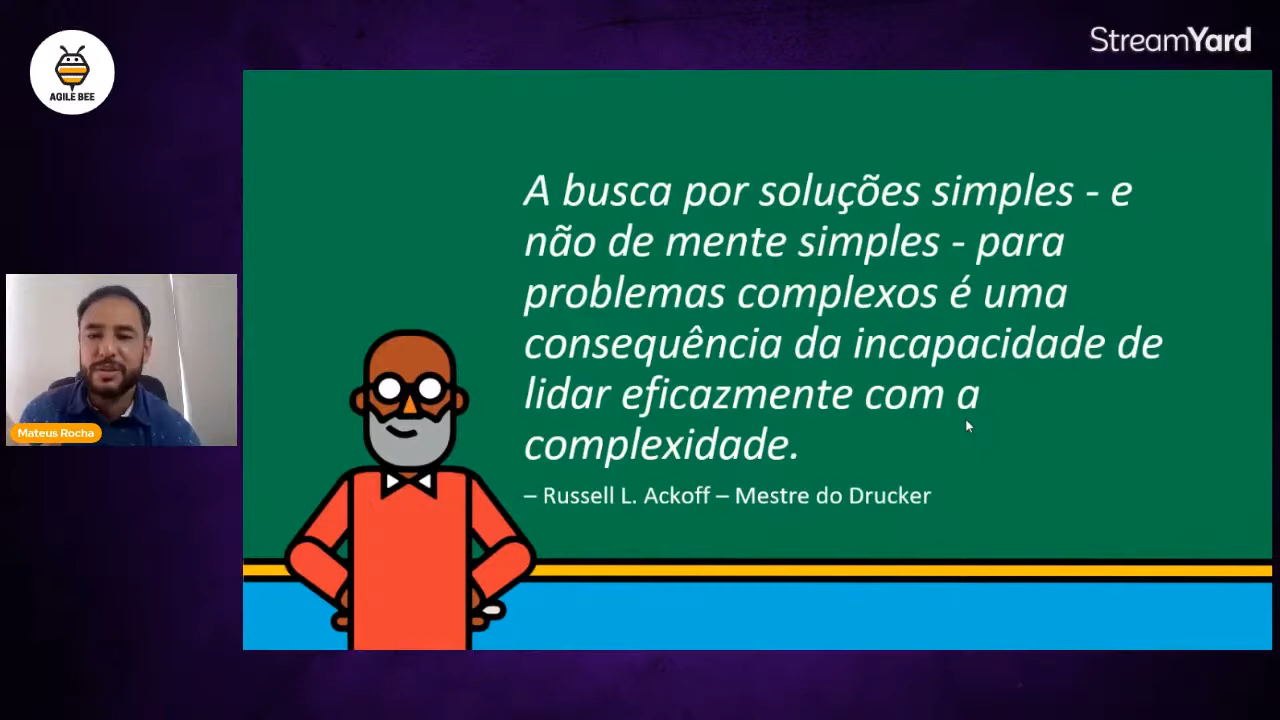 AGILE BEE
StreamYard
A busca por soluções simples - e
não de mente simples - para
problemas complexos é uma
consequência da incapacidade de
lidar eficazmente com a
complexidade.
– Russell L. Ackoff – Mestre do Drucker
Mateus Rocha